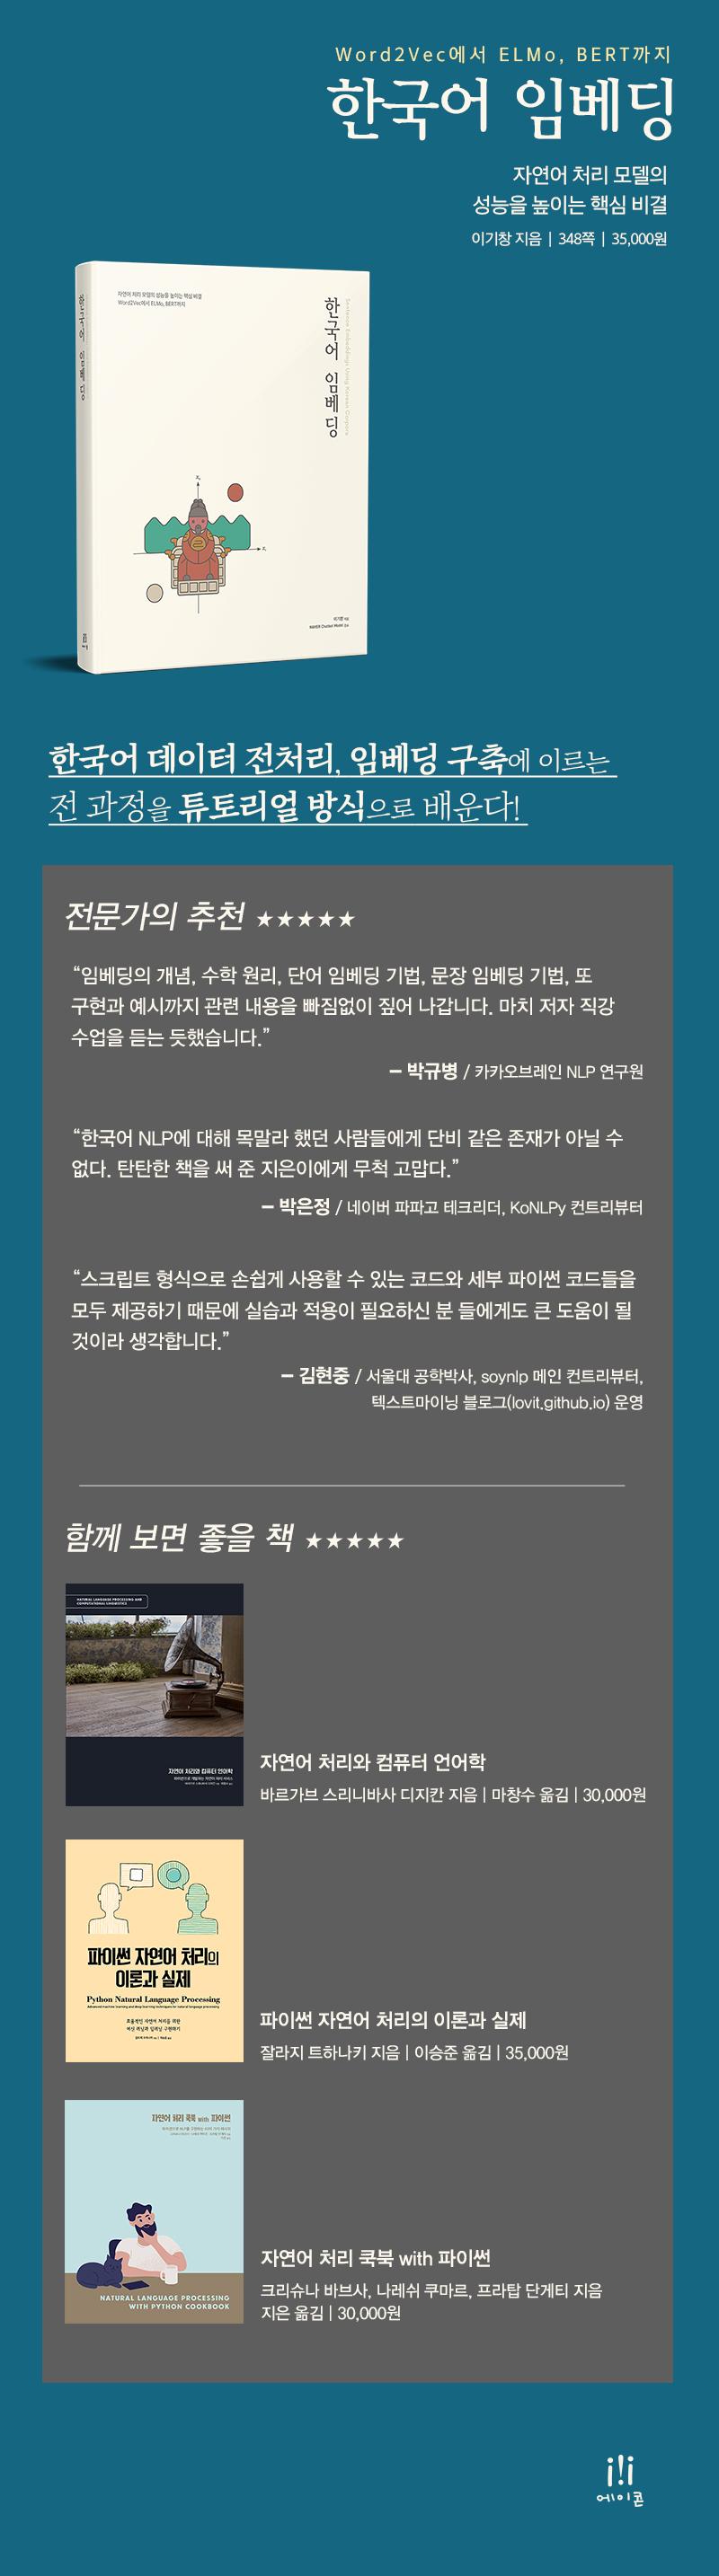 Word2Vec에서 ELMo, BERT까지
한국어 임베딩
자연어 처리 모델의
성능을 높이는 핵심 비결
이기창 지음 | 348쪽 | 35,000원
자연어 처리 모델의 성능을 높이는 핵심 비결
Word2Vec에서 ELMo, BERT까지
한국어 임베딩
한국어 임베딩
한국어 데이터 전처리, 임베딩 구축에 이르는
전 과정을 튜토리얼 방식으로 배운다!
전문가의 추천 ★★★★★
“임베딩의 개념, 수학 원리, 단어 임베딩 기법, 문장 임베딩 기법, 또
구현과 예시까지 관련 내용을 빠짐없이 짚어 나갑니다. 마치 저자 직강
수업을 듣는 듯했습니다.”
– 박규병 / 카카오브레인 NLP 연구원
“한국어 NLP에 대해 목말라 했던 사람들에게 단비 같은 존재가 아닐 수
없다. 탄탄한 책을 써 준 지은이에게 무척 고맙다.”
– 박은정 / 네이버 파파고 테크리더, KoNLPy 컨트리뷰터
“스크립트 형식으로 손쉽게 사용할 수 있는 코드와 세부 파이썬 코드들을
모두 제공하기 때문에 실습과 적용이 필요하신 분 들에게도 큰 도움이 될
것이라 생각합니다.”
– 김현중 / 서울대 공학박사, soynlp 메인 컨트리뷰터,
텍스트마이닝 블로그(lovit.github.io) 운영
함께 보면 좋을 책 ★★★★★
NATURAL LANGUAGE PROCESSING AND
COMPUTATIONAL LINGUISTICS
자연어 처리와 컴퓨터 언어학
자연어 처리와 컴퓨터 언어학
바르가브 스리니바사 디지칸 지음 | 마창수 옮김 | 30,000원
파이썬 자연어 처리의
이론과 실제
Python Natural Language Processing
파이썬 자연어 처리의 이론과 실제
잘라지 트하나키 지음 | 이승준 옮김 | 35,000원
자연어 처리 쿡북 with 파이썬
NATURAL LANGUAGE PROCESSING
WITH PYTHON COOKBOOK
자연어 처리 쿡북 with 파이썬
크리슈나 바브사, 나레쉬 쿠마르, 프라탑 단게티 지음
지은 옮김 | 30,000원
에이콘